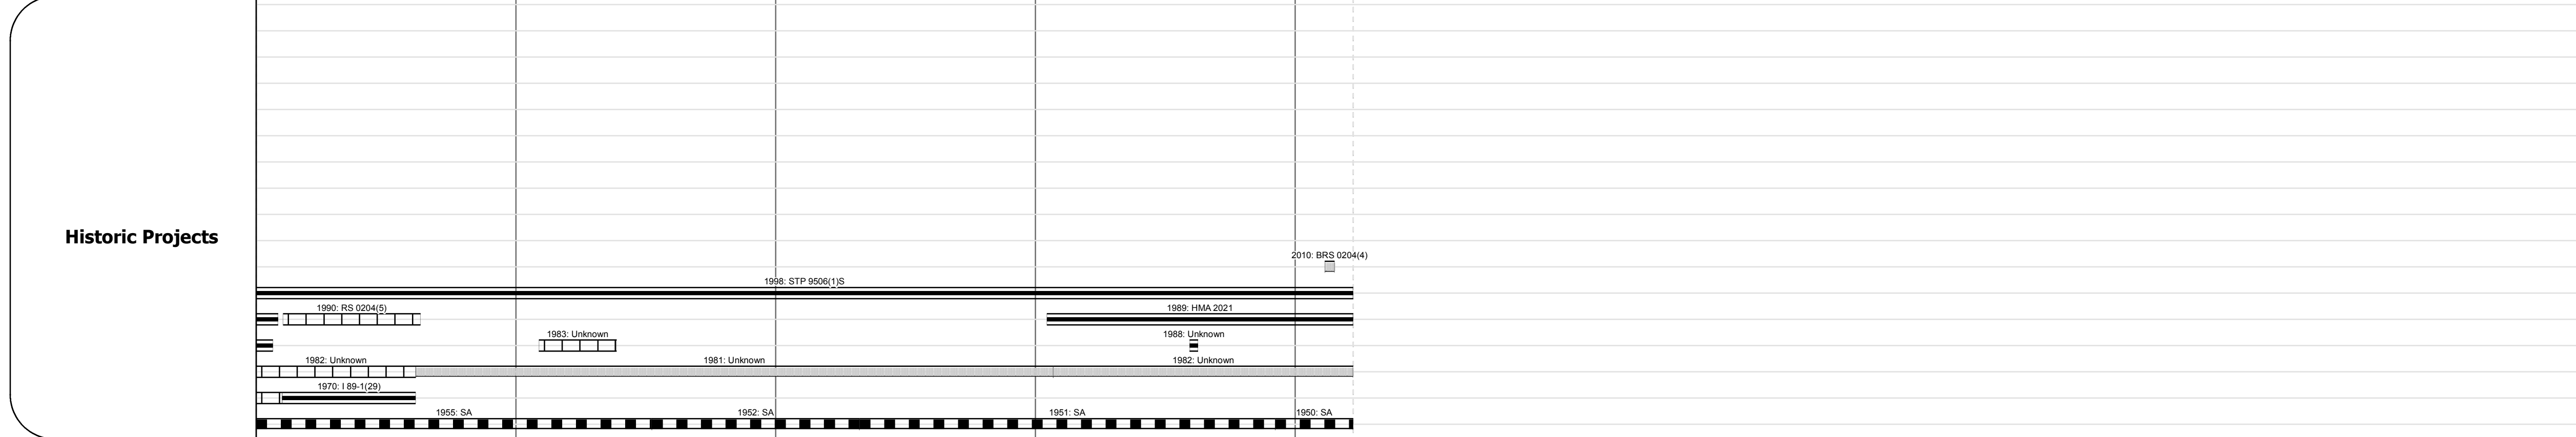 Historic Projects
2010: BRS 0204(4)
1998: STP 9506(1)S
1990: RS 0204(5)
1989: HMA 2021
1983: Unknown
1988: Unknown
1982: Unknown
1981: Unknown
1982: Unknown
1970: I 89-1(29)
1955: SA
1952: SA
1951: SA
1950: SA